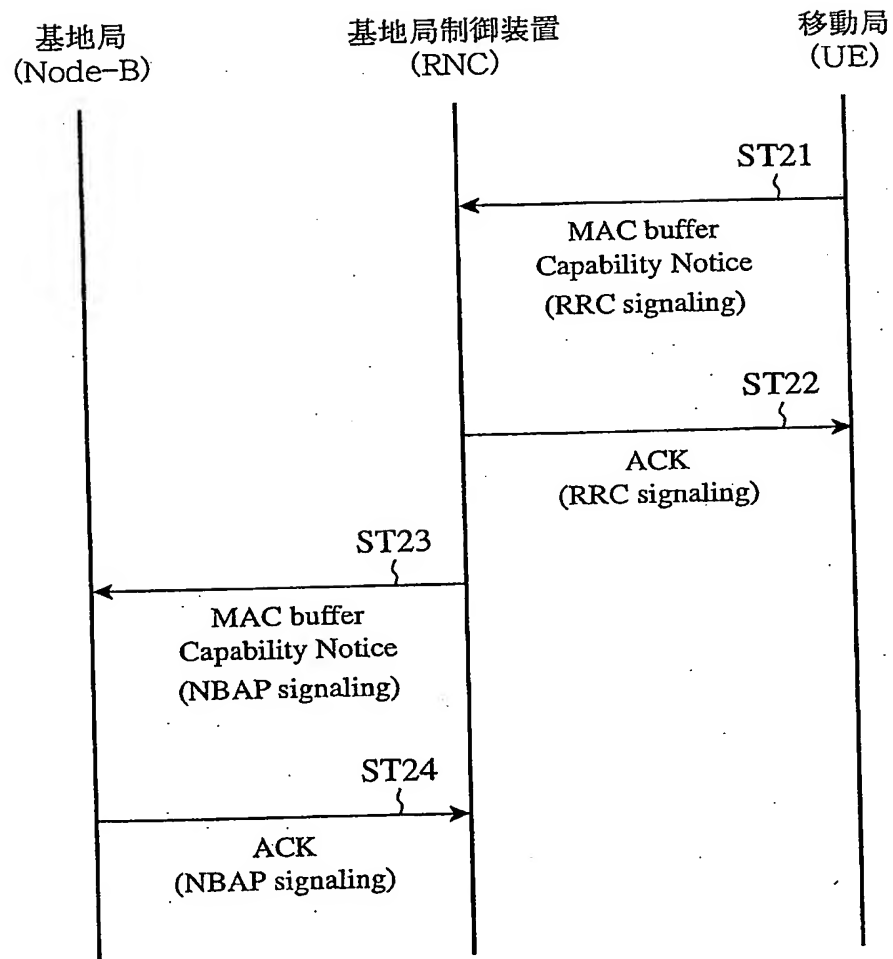 基地局
(Node-B)
基地局制御装置
(RNC)
移動局
(UE)
ST21
MAC buffer
Capability Notice
(RRC signaling)
ST22
ACK
(RRC signaling)
ST23
MAC buffer
Capability Notice
(NBAP signaling)
ST24
ACK
(NBAP signaling)